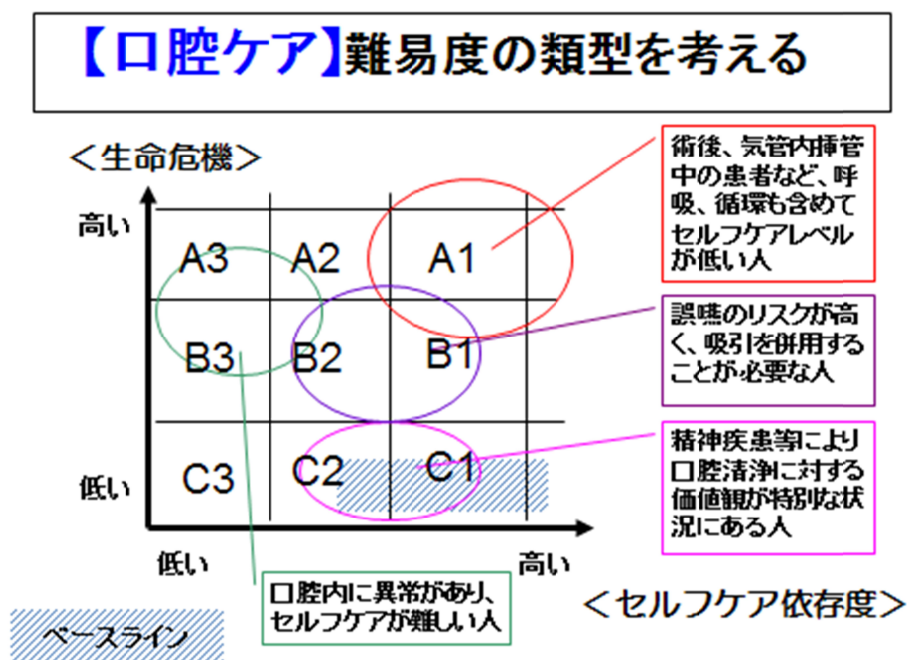 【口腔ケア】難易度の類型を考える
＜生命危機＞
高い
低い
A3
A2
A1
B3
B2
B1
C3
C2
C1
低い
高い
＜セルフケア依存度＞
術後、気管内挿管
中の患者など、呼
吸、循環も含めて
セルフケアレベル
が低い人
誤嚥のリスクが高
く、吸引を併用する
ことが必要な人
精神疾患等により
口腔清浄に対する
価値観が特別な状
況にある人
口腔内に異常があり、
セルフケアが難しい人
ベースライン